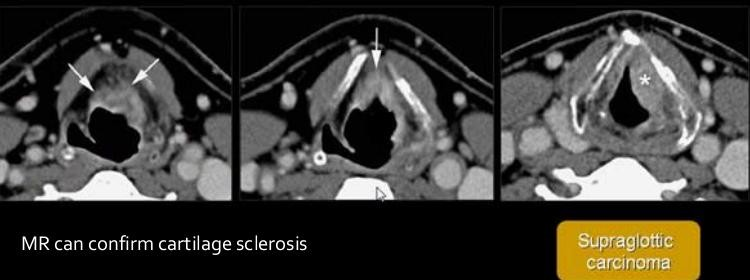 *
MR can confirm cartilage sclerosis
Supraglottic
carcinoma